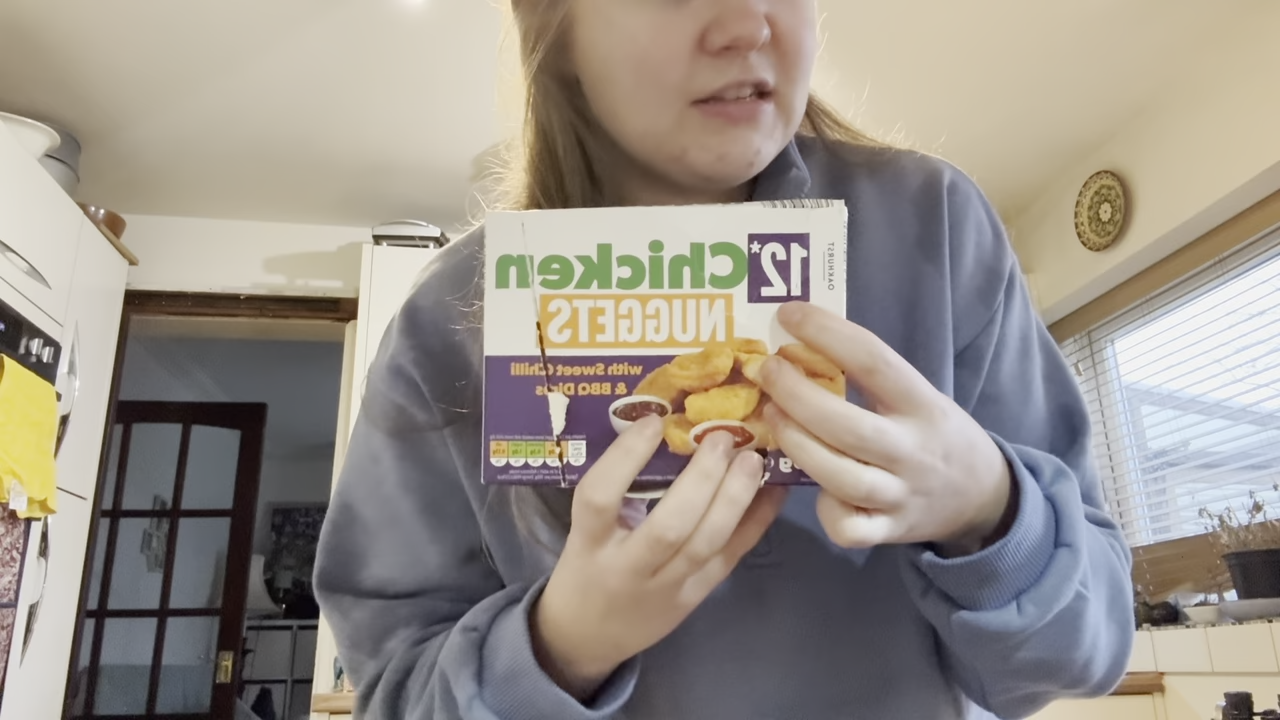 12* Chicken
NUGGETS
with Sweet Chilli
& BBQ Dips
OAKHURST